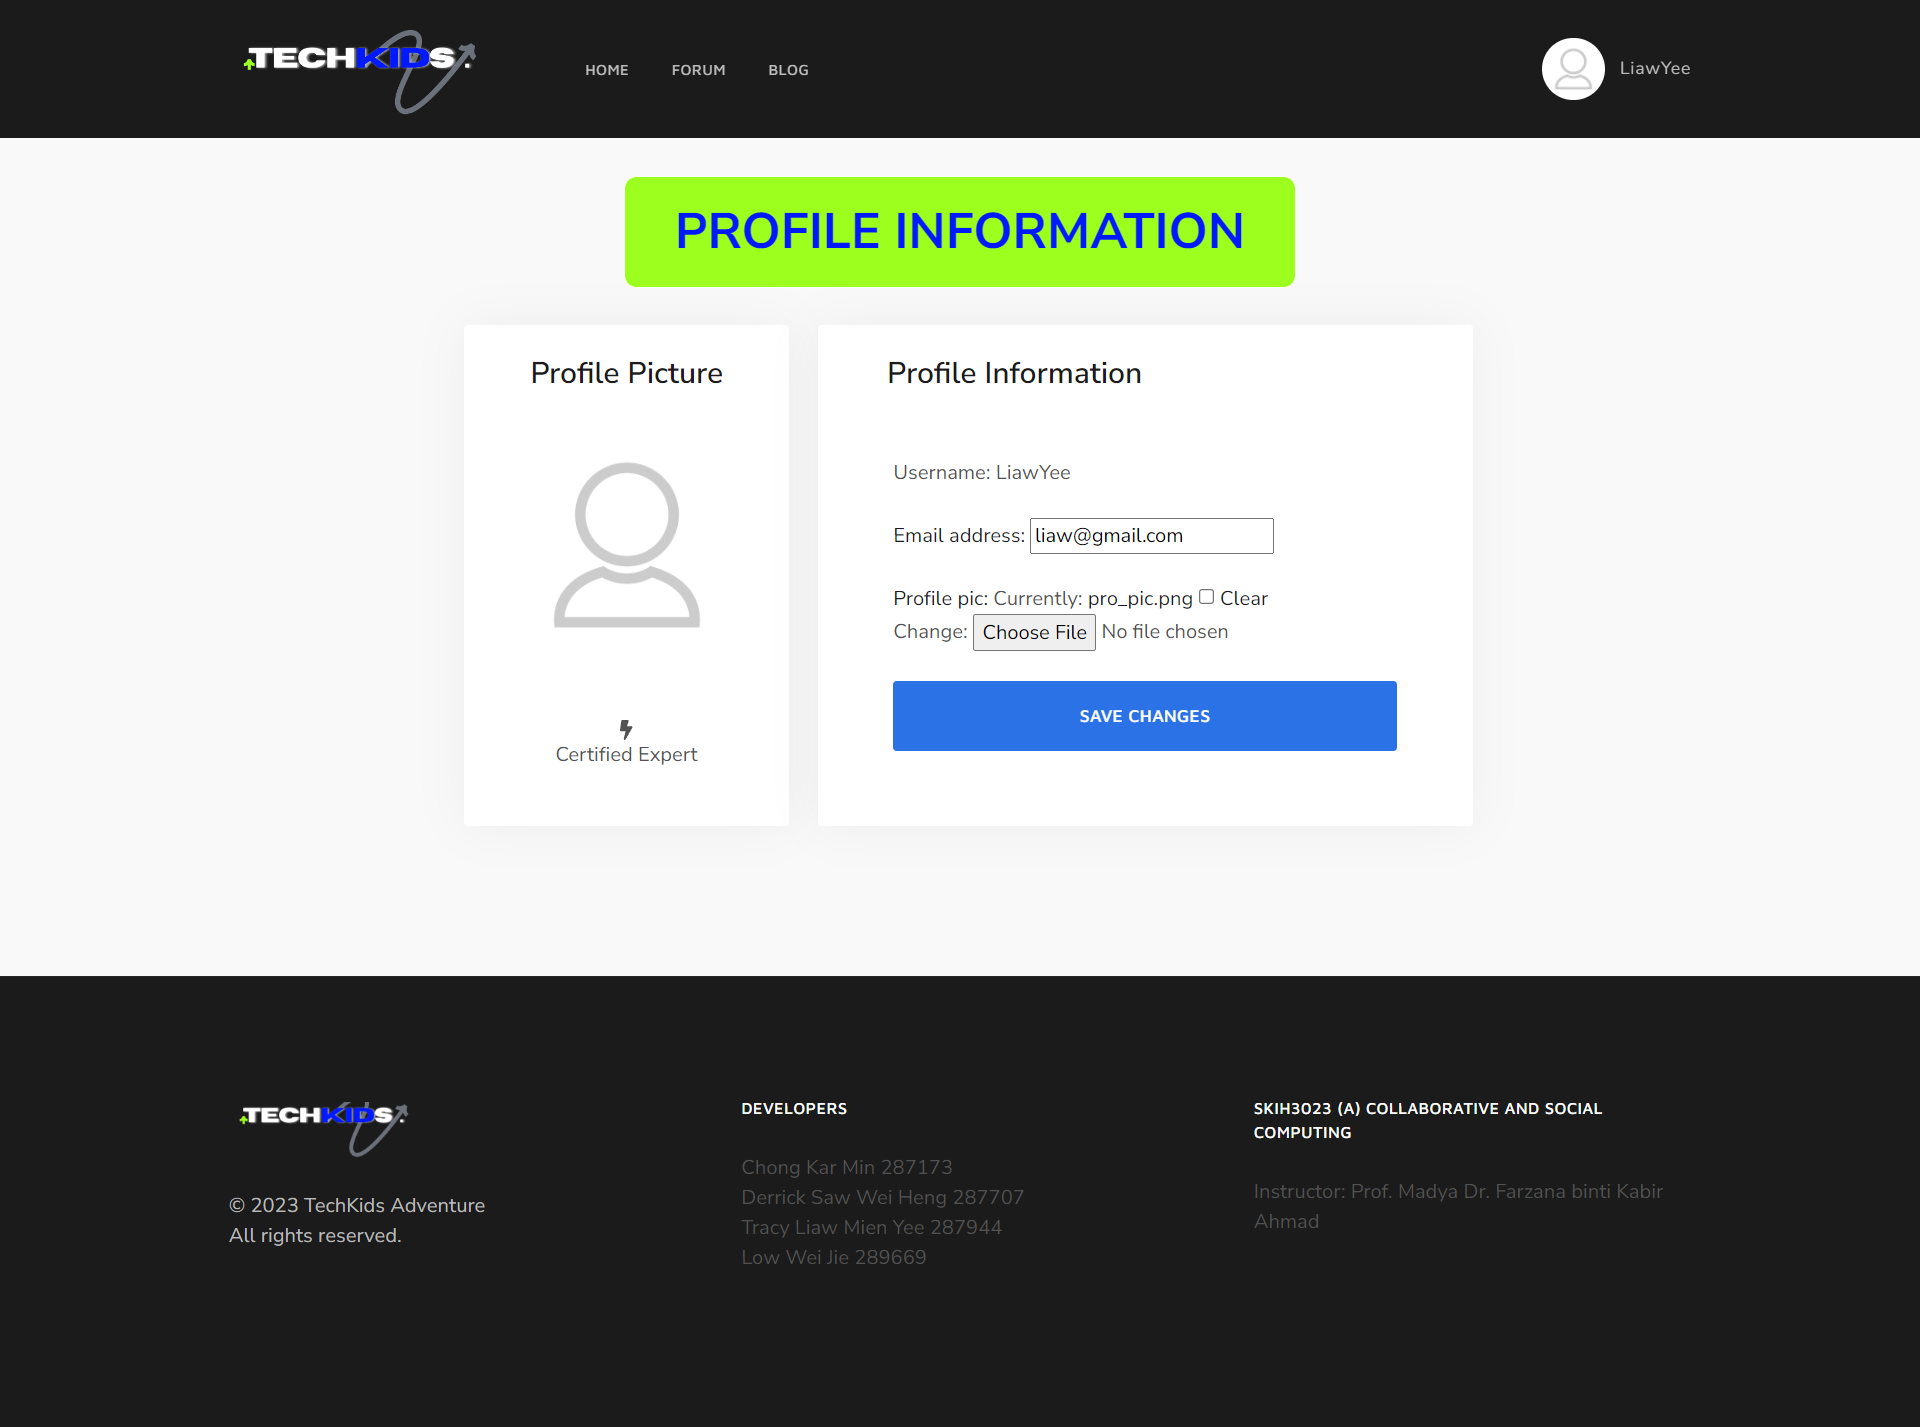 TECHKIDS.
HOME
FORUM
BLOG
LiawYee
PROFILE INFORMATION
Profile Picture
Certified Expert
Profile Information
Username: LiawYee
Email address: liaw@gmail.com
Profile pic: Currently: pro_pic.png Clear
Change: Choose File No file chosen
SAVE CHANGES
TECHKIDS.
© 2023 TechKids Adventure
All rights reserved.
DEVELOPERS
Chong Kar Min 287173
Derrick Saw Wei Heng 287707
Tracy Liaw Mien Yee 287944
Low Wei Jie 289669
SKIH3023 (A) COLLABORATIVE AND SOCIAL
COMPUTING
Instructor: Prof. Madya Dr. Farzana binti Kabir
Ahmad